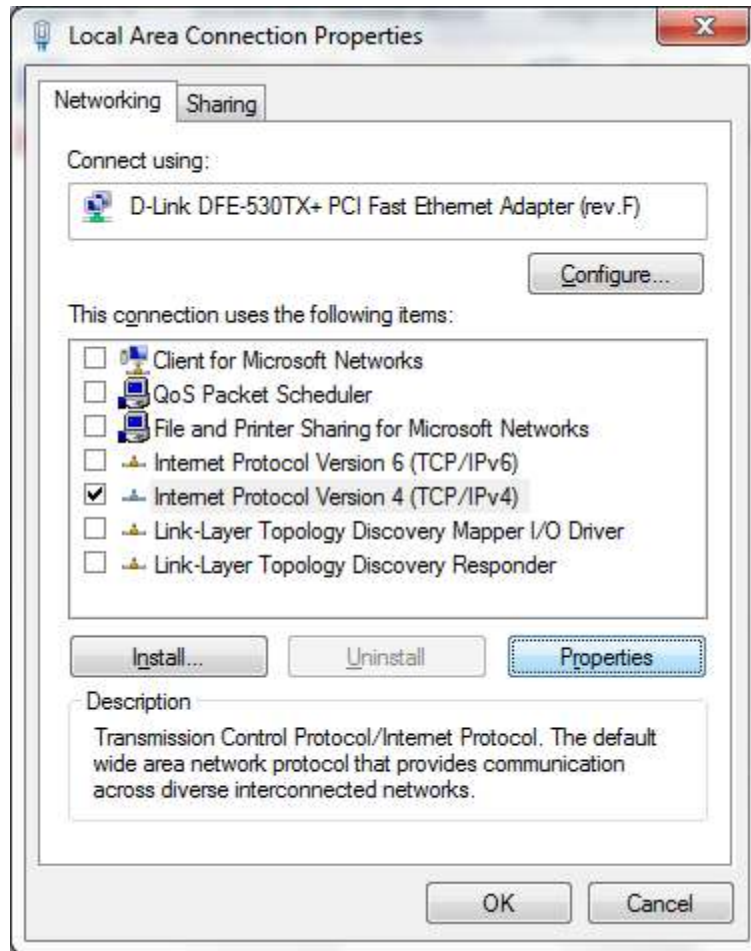 Local Area Connection Properties
Networking
Sharing
Connect using:
D-Link DFE-530TX+ PCI Fast Ethernet Adapter (rev.F)
Configure...
This connection uses the following items:
Client for Microsoft Networks
QoS Packet Scheduler
File and Printer Sharing for Microsoft Networks
Internet Protocol Version 6 (TCP/IPv6)
Internet Protocol Version 4 (TCP/IPv4)
Link-Layer Topology Discovery Mapper I/O Driver
Link-Layer Topology Discovery Responder
Install...
Uninstall
Properties
Description
Transmission Control Protocol/Internet Protocol. The default
wide area network protocol that provides communication
across diverse interconnected networks.
OK
Cancel